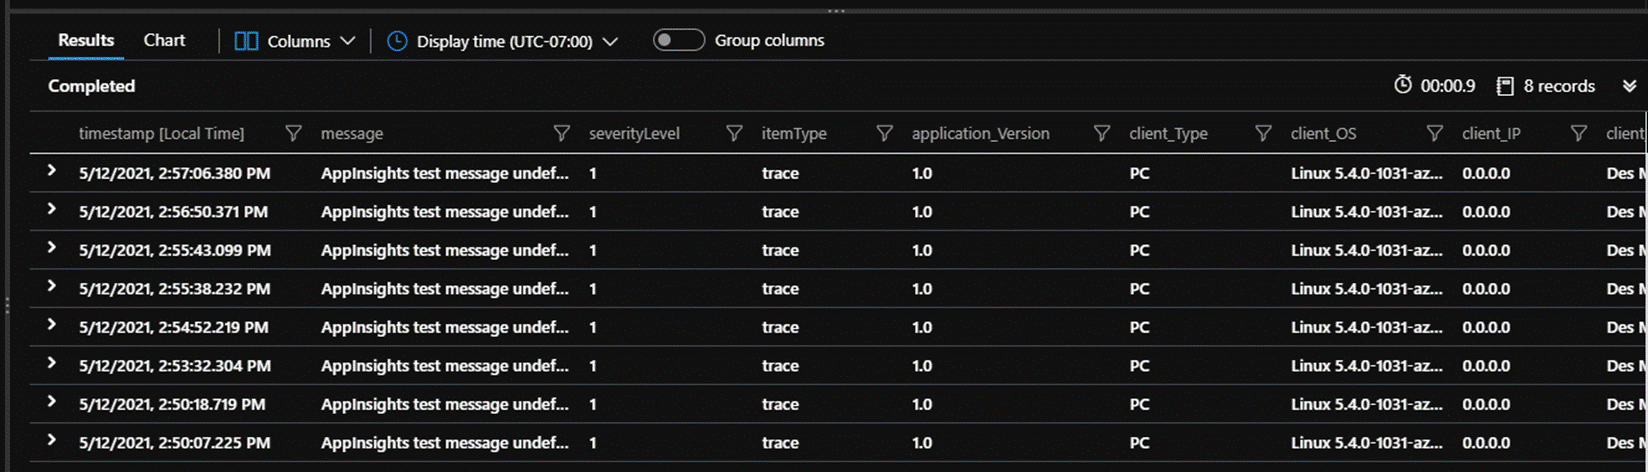 Results Chart Columns Display time (UTC-07:00) Group columns
Completed 00:00.9 8 records
timestamp [Local Time] message severityLevel itemType application_Version client_Type client_OS client_IP client
5/12/2021, 2:57:06.380 PM AppInsights test message undef... 1 trace 1.0 PC Linux 5.4.0-1031-az... 0.0.0.0 Des M
5/12/2021, 2:56:50.371 PM AppInsights test message undef... 1 trace 1.0 PC Linux 5.4.0-1031-az... 0.0.0.0 Des M
5/12/2021, 2:55:43.099 PM AppInsights test message undef... 1 trace 1.0 PC Linux 5.4.0-1031-az... 0.0.0.0 Des M
5/12/2021, 2:55:38.232 PM AppInsights test message undef... 1 trace 1.0 PC Linux 5.4.0-1031-az... 0.0.0.0 Des M
5/12/2021, 2:54:52.219 PM AppInsights test message undef... 1 trace 1.0 PC Linux 5.4.0-1031-az... 0.0.0.0 Des M
5/12/2021, 2:53:32.304 PM AppInsights test message undef... 1 trace 1.0 PC Linux 5.4.0-1031-az... 0.0.0.0 Des M
5/12/2021, 2:50:18.719 PM AppInsights test message undef... 1 trace 1.0 PC Linux 5.4.0-1031-az... 0.0.0.0 Des M
5/12/2021, 2:50:07.225 PM AppInsights test message undef... 1 trace 1.0 PC Linux 5.4.0-1031-az... 0.0.0.0 Des M